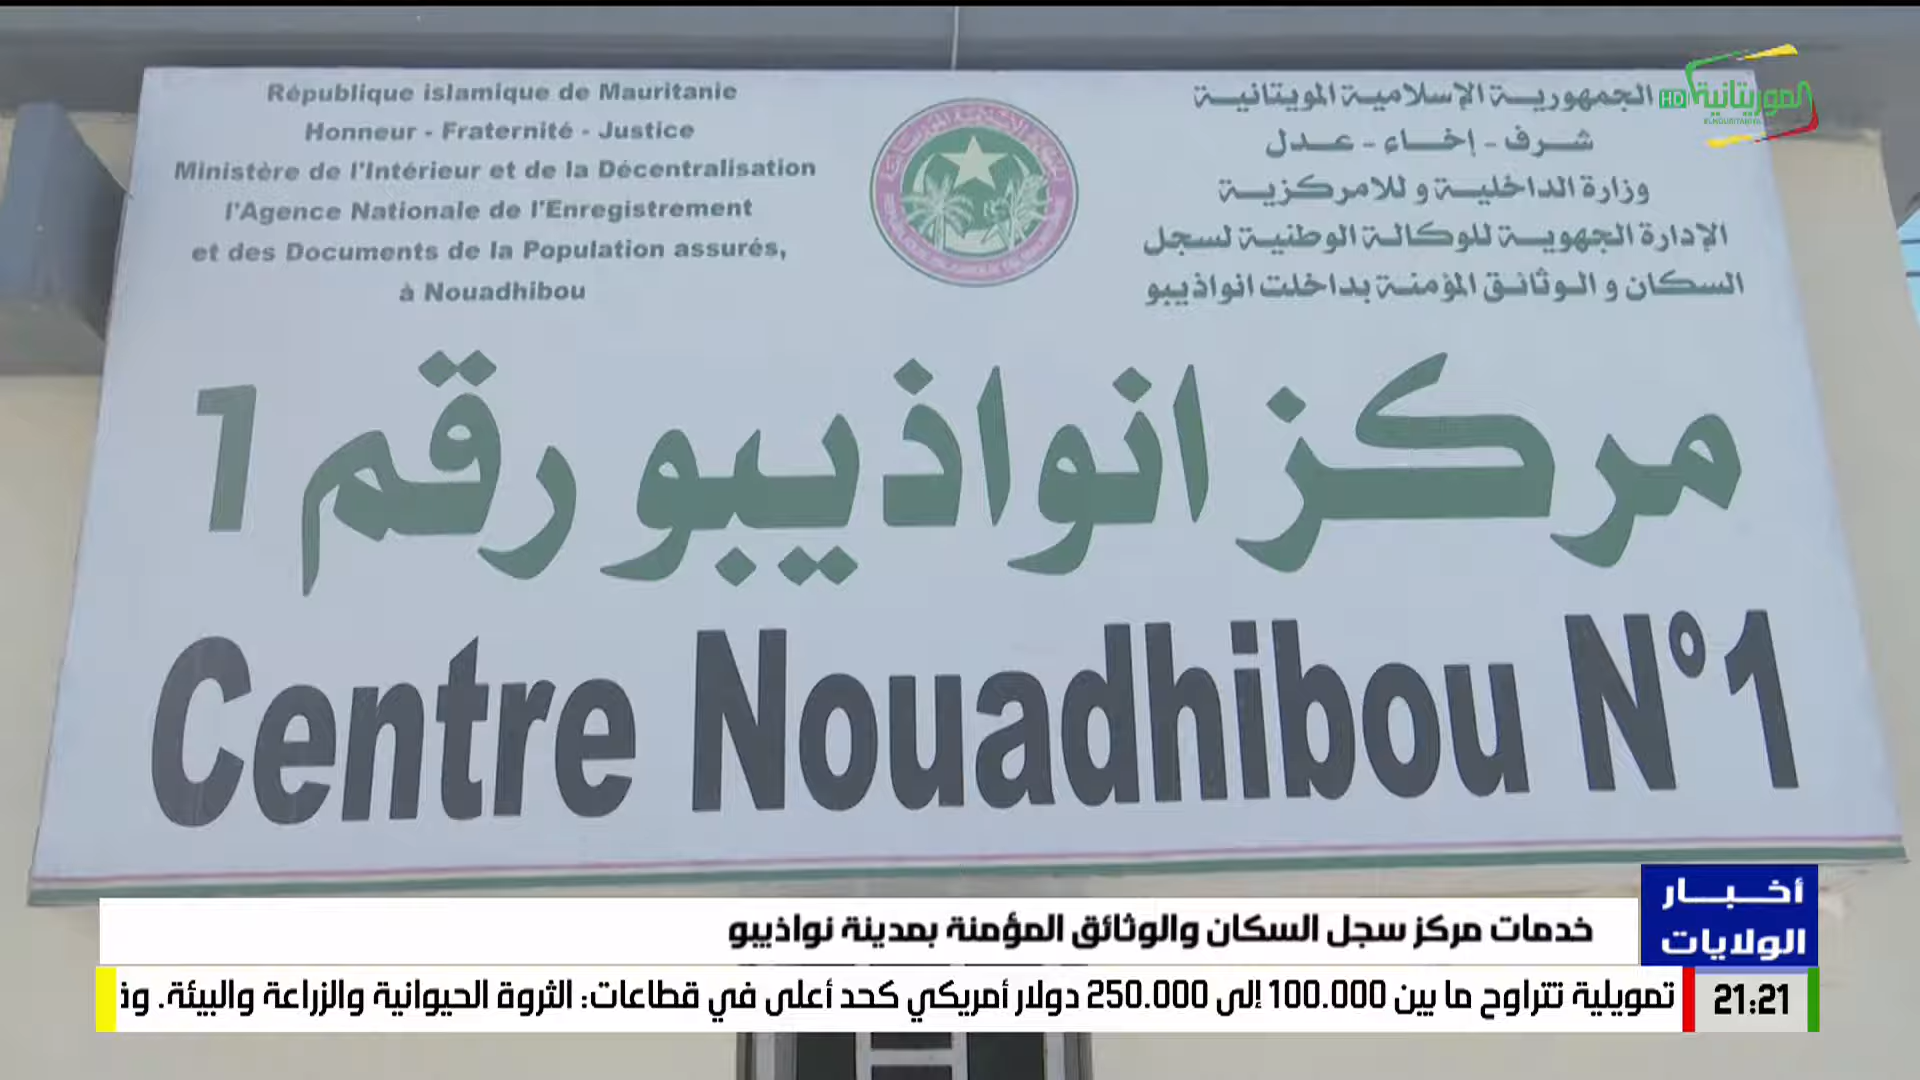 République islamique de Mauritanie
Honneur - Fraternité - Justice
Ministère de l'Intérieur et de la Décentralisation
l'Agence Nationale de l'Enregistrement
et des Documents de la Population assurés,
à Nouadhibou
الجمهورية الإسلامية المويتانية
شرف - إخاء - عدل
وزارة الداخلية و للامركزية
الإدارة الجهوية للوكالة الوطنية لسجل
السكان و الوثائق المؤمنة بداخلت انواذيبو
الموريتانية HD
مركز انواذيبو رقم 1
Centre Nouadhibou N°1
أخبار
الولايات
خدمات مركز سجل السكان والوثائق المؤمنة بمدينة نواذيبو
تمويلية تتراوح ما بين 100.000 إلى 250.000 دولار أمريكي كحد أعلى في قطاعات: الثروة الحيوانية والزراعة والبيئة.
21:21